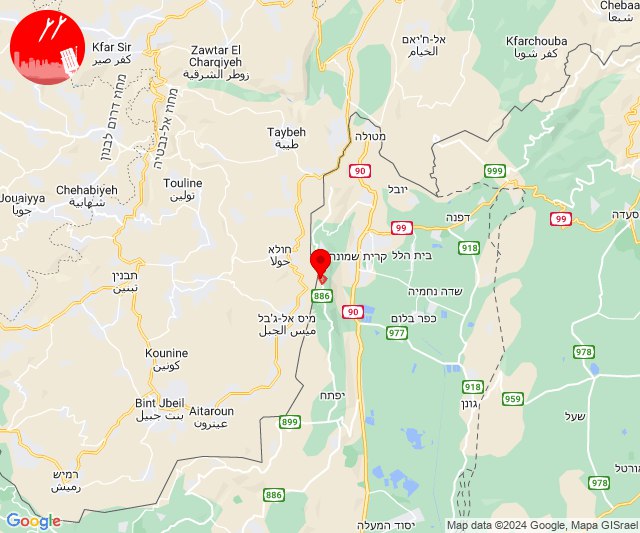 Chebaa
شبعا
Kfar Sir
كفر صير
Zawtar El
Charqiyeh
زوطر الشرقية
אל-ח'יאם
الخيام
Kfarchouba
كفر شوبا
מחוז דרום לבנון
מחוז אל-נבטיה
Taybeh
طيبة
מטולה
90
999
Jouaiyya
جويا
Chehabiyeh
شهابية
Touline
تولين
יובל
99
דפנה
99
סעדה
918
חולא
حولا
קרית שמונה
בית הלל
תבנין
تبنين
886
שדה נחמיה
90
מיס אל-ג'בל
ميس الجبل
כפר בלום
977
Kounine
كونين
978
יפתח
918
גונן
959
Bint Jbeil
بنت جبيل
Aitaroun
عيترون
899
שעל
רמיש
رميش
מורטל
978
886
יסוד המעלה
Google
Map data ©2024 Google, Mapa GISrael